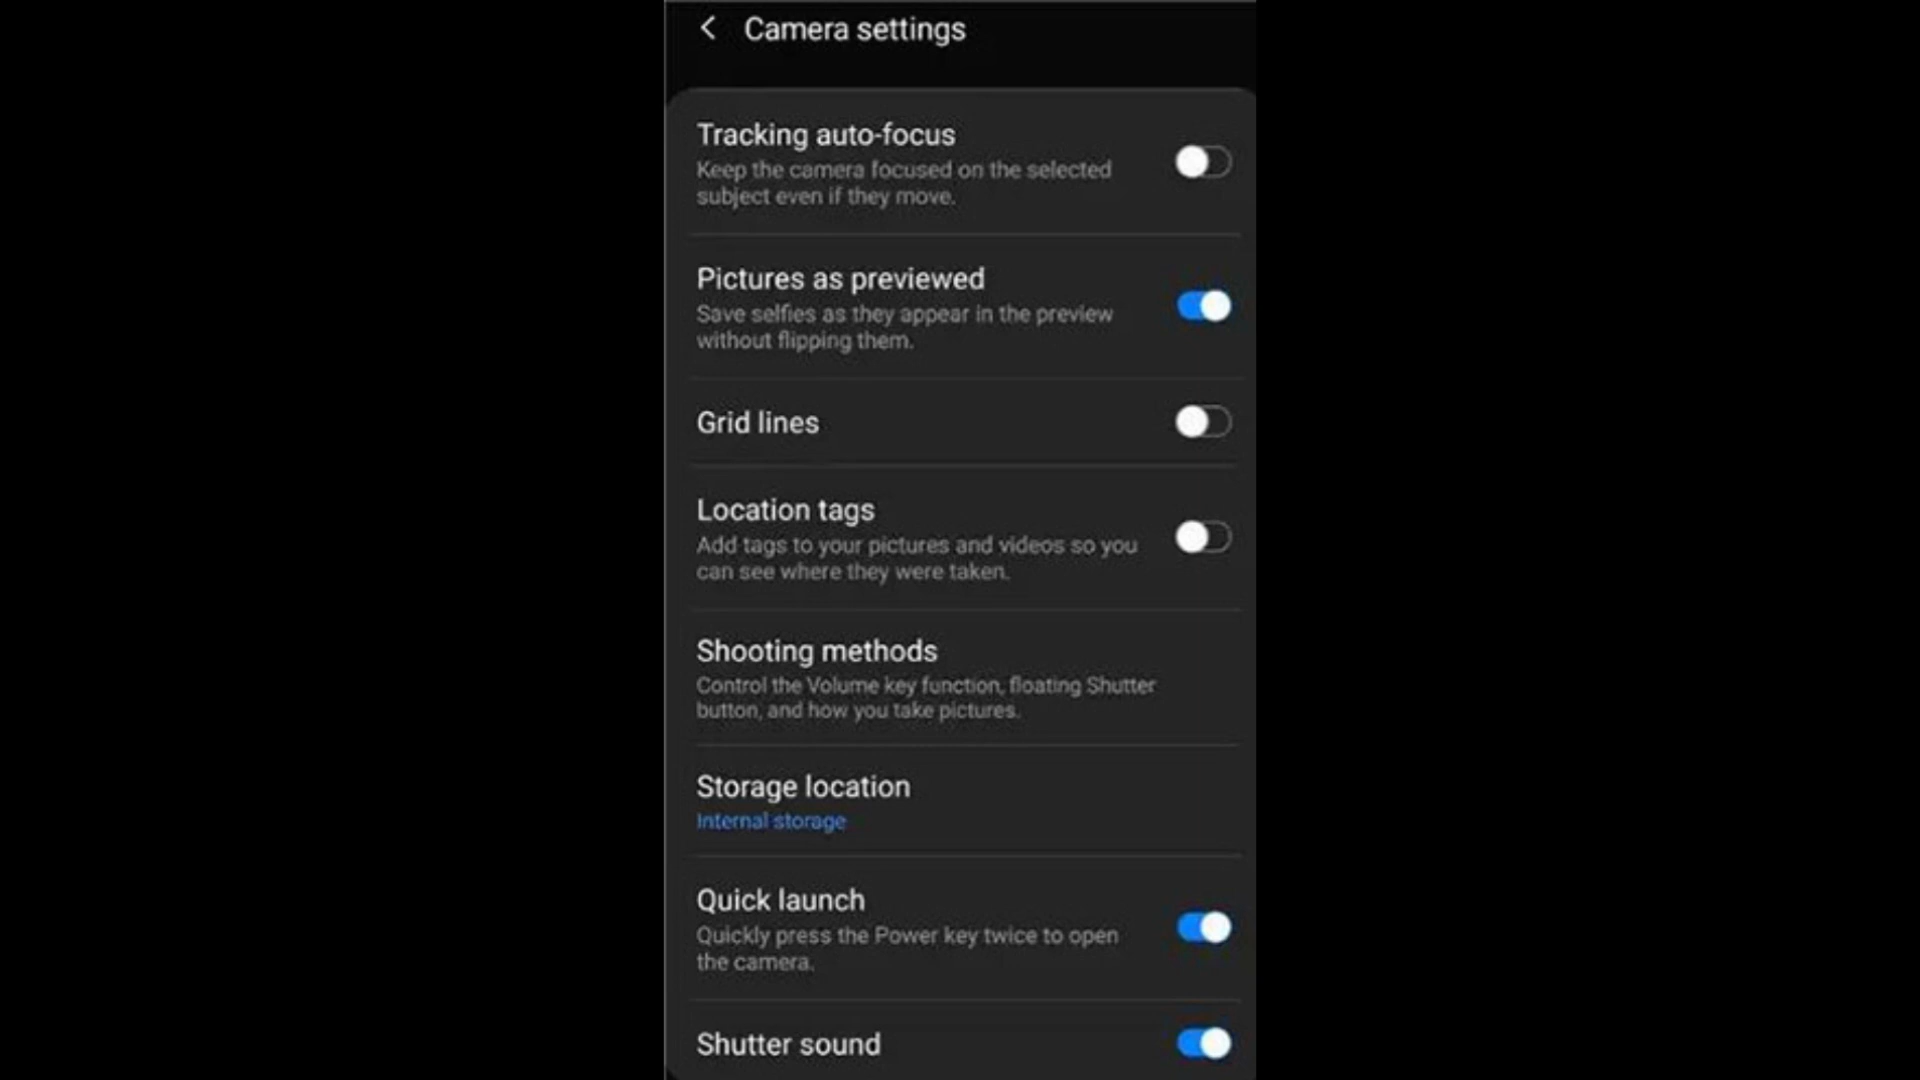 Camera settings
Tracking auto-focus
Keep the camera focused on the selected
subject even if they move.
Pictures as previewed
Save selfies as they appear in the preview
without flipping them.
Grid lines
Location tags
Add tags to your pictures and videos so you
can see where they were taken.
Shooting methods
Control the Volume key function, floating Shutter
button, and how you take pictures.
Storage location
Internal storage
Quick launch
Quickly press the Power key twice to open
the camera.
Shutter sound